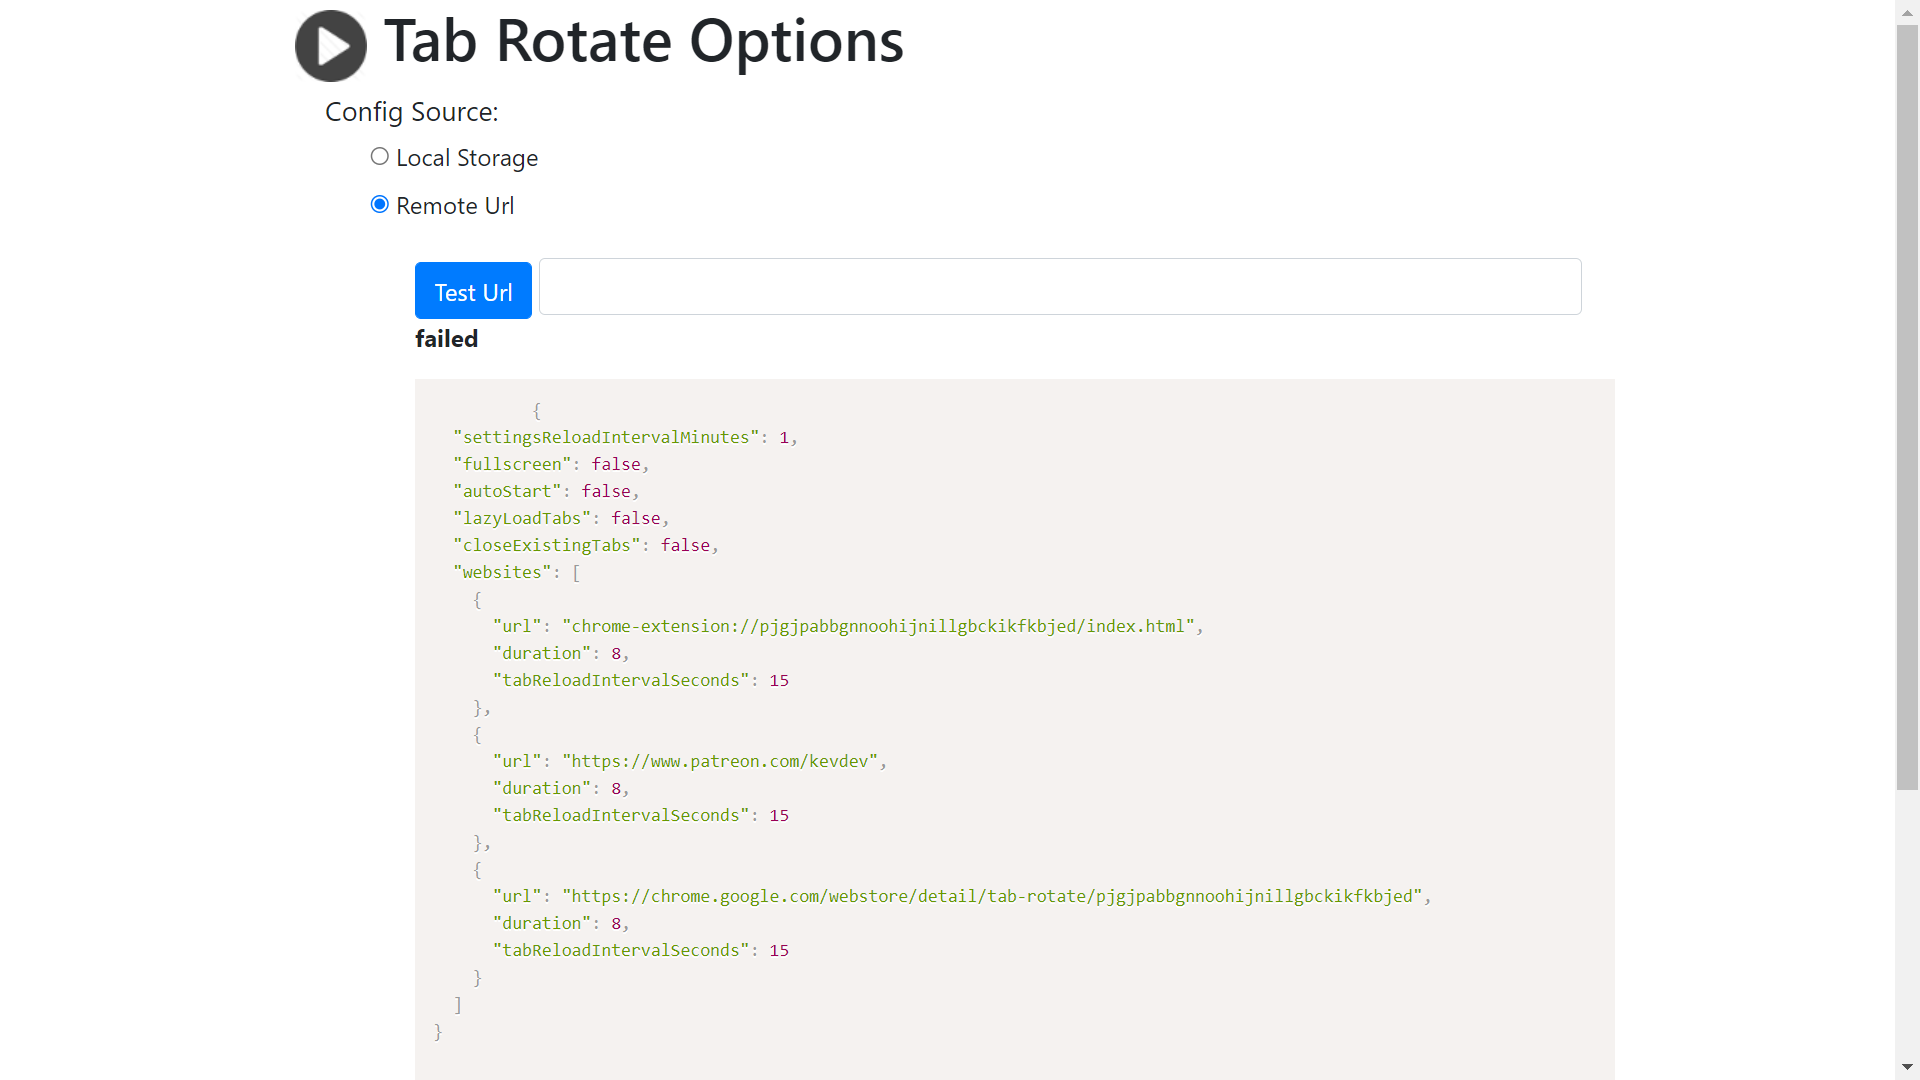 Tab Rotate Options
Config Source:
Local Storage
Remote Url
Test Url
failed
{
"settingsReloadIntervalMinutes": 1,
"fullscreen": false,
"autoStart": false,
"lazyLoadTabs": false,
"closeExistingTabs": false,
"websites": [
{
"url": "chrome-extension://pjgjpabbgnnoohijnillgbckikfkbjed/index.html",
"duration": 8,
"tabReloadIntervalSeconds": 15
},
{
"url": "https://www.patreon.com/kevdev",
"duration": 8,
"tabReloadIntervalSeconds": 15
},
{
"url": "https://chrome.google.com/webstore/detail/tab-rotate/pjgjpabbgnnoohijnillgbckikfkbjed",
"duration": 8,
"tabReloadIntervalSeconds": 15
}
]
}